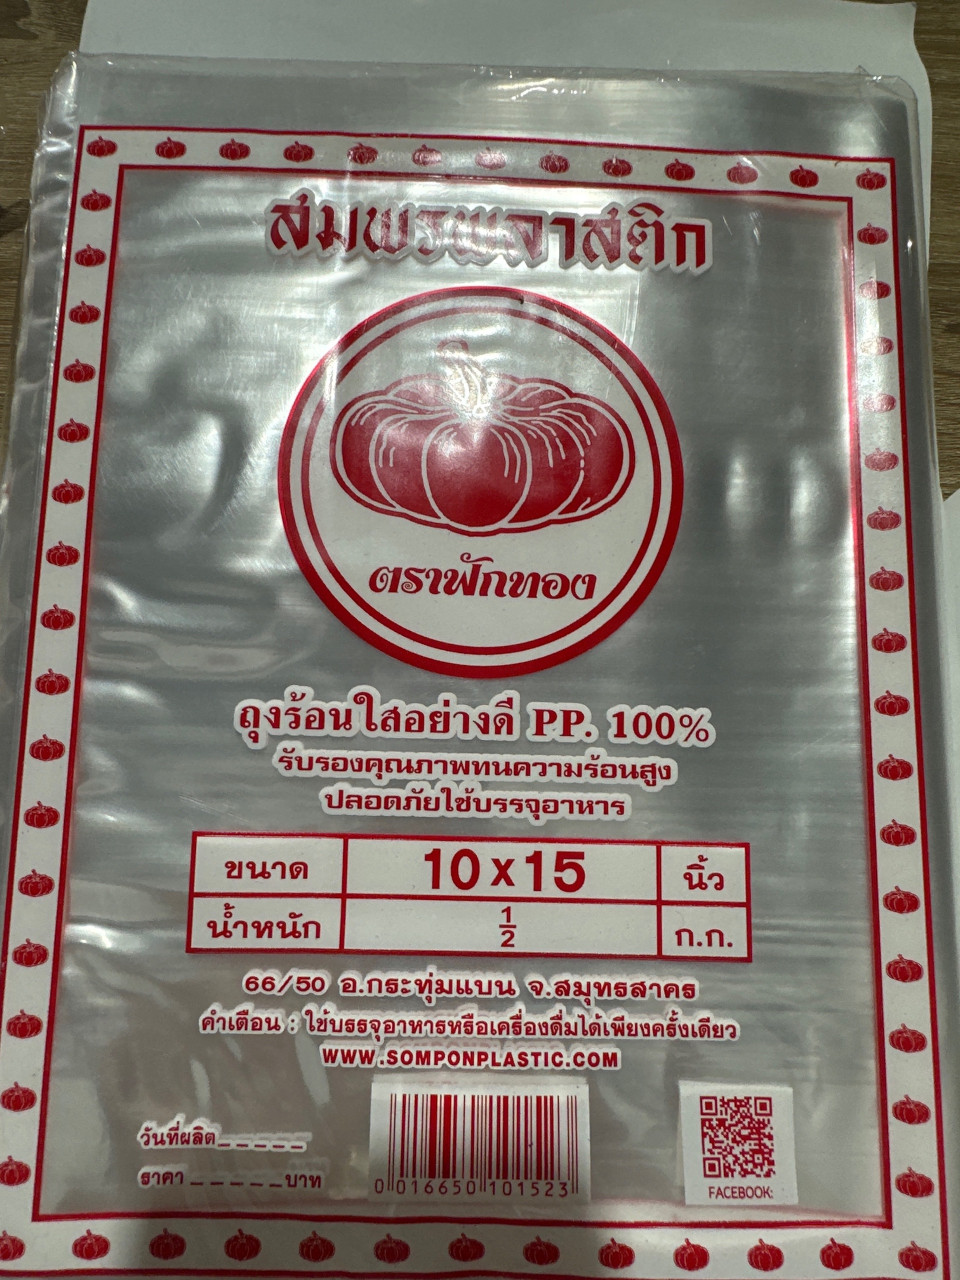 สมพรพลาสติก
ตราฟักทอง
ถุงร้อนใสอย่างดี PP. 100%
รับรองคุณภาพทนความร้อนสูง
ปลอดภัยใช้บรรจุอาหาร
ขนาด 10 x 15 นิ้ว
น้ำหนัก 1/2 ก.ก.
66/50 อ.กระทุ่มแบน จ.สมุทรสาคร
คำเตือน : ใช้บรรจุอาหารหรือเครื่องดื่มได้เพียงครั้งเดียว
WWW.SOMPONPLASTIC.COM
วันที่ผลิต_ _ _ _ _
ราคา _ _ _ _ _ บาท
0 016650 101523
FACEBOOK: